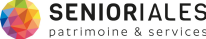 SENIORIALES
patrimoine & services